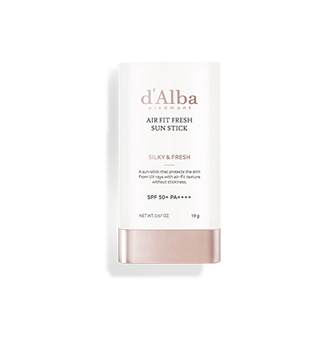 d'Alba
piedmont
AIR FIT FRESH
SUN STICK
SILKY & FRESH
A sun stick that protects the skin
from UV rays with air-fit texture
without stickiness.
SPF 50+ PA++++
NET WT. 0.67 OZ. 19 g